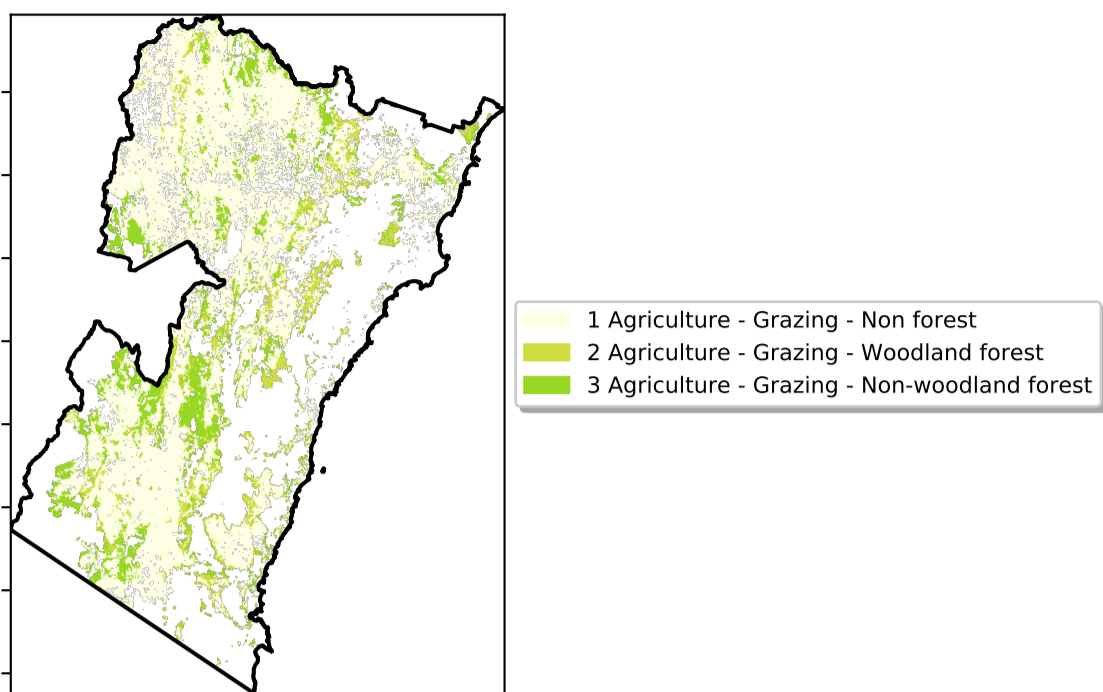 1 Agriculture - Grazing - Non forest
2 Agriculture - Grazing - Woodland forest
3 Agriculture - Grazing - Non-woodland forest